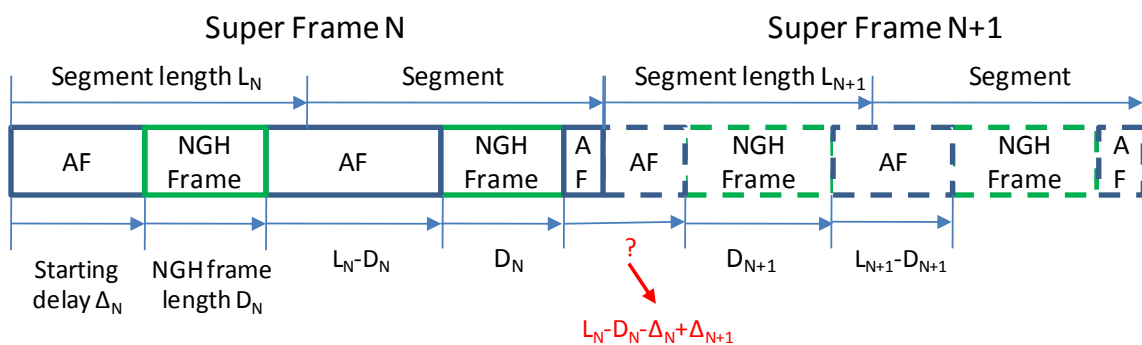 Super Frame N
Super Frame N+1
Segment length L_N
Segment
Segment length L_N+1
Segment
AF
NGH
Frame
AF
NGH
Frame
A
F
AF
NGH
Frame
AF
NGH
Frame
A
F
Starting
delay Δ_N
NGH frame
length D_N
L_N-D_N
D_N
?
D_N+1
L_N+1-D_N+1
L_N-D_N-Δ_N+Δ_N+1